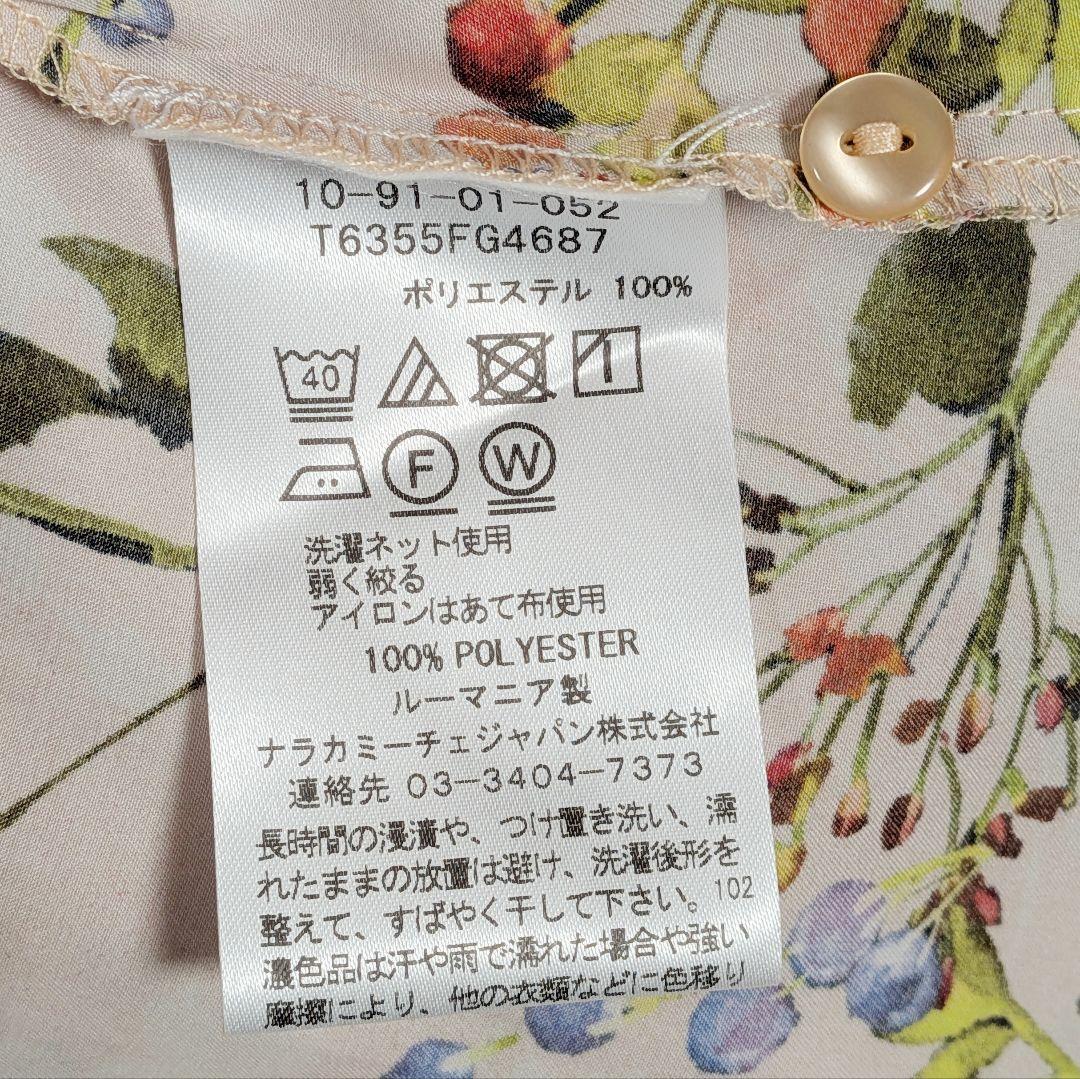 10-91-01-052
T6355FG4687
ポリエステル 100%
40
F W
洗濯ネット使用
弱く絞る
アイロンはあて布使用
100% POLYESTER
ルーマニア製
ナラカミーチェジャパン株式会社
連絡先 03-3404-7373
長時間の浸漬や、つけ置き洗い、濡
れたままの放置は避け、洗濯後形を
整えて、すばやく干して下さい。102
濃色品は汗や雨で濡れた場合や強い
摩擦により、他の衣類などに色移り